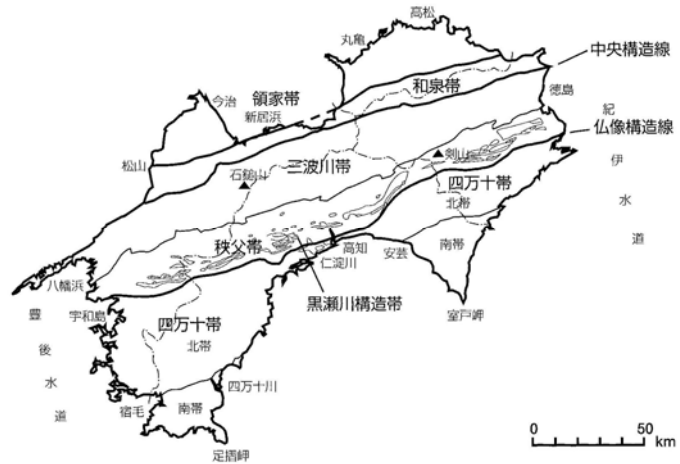 高松
丸亀
中央構造線
和泉帯
今治
領家帯
新居浜
徳島
紀伊水道
仏像構造線
松山
石鎚山
三波川帯
剣山
四万十帯
北帯
南帯
秩父帯
高知
仁淀川
安芸
八幡浜
黒瀬川構造帯
室戸岬
豊後水道
宇和島
四万十帯
北帯
四万十川
宿毛
南帯
足摺岬
0 50
km